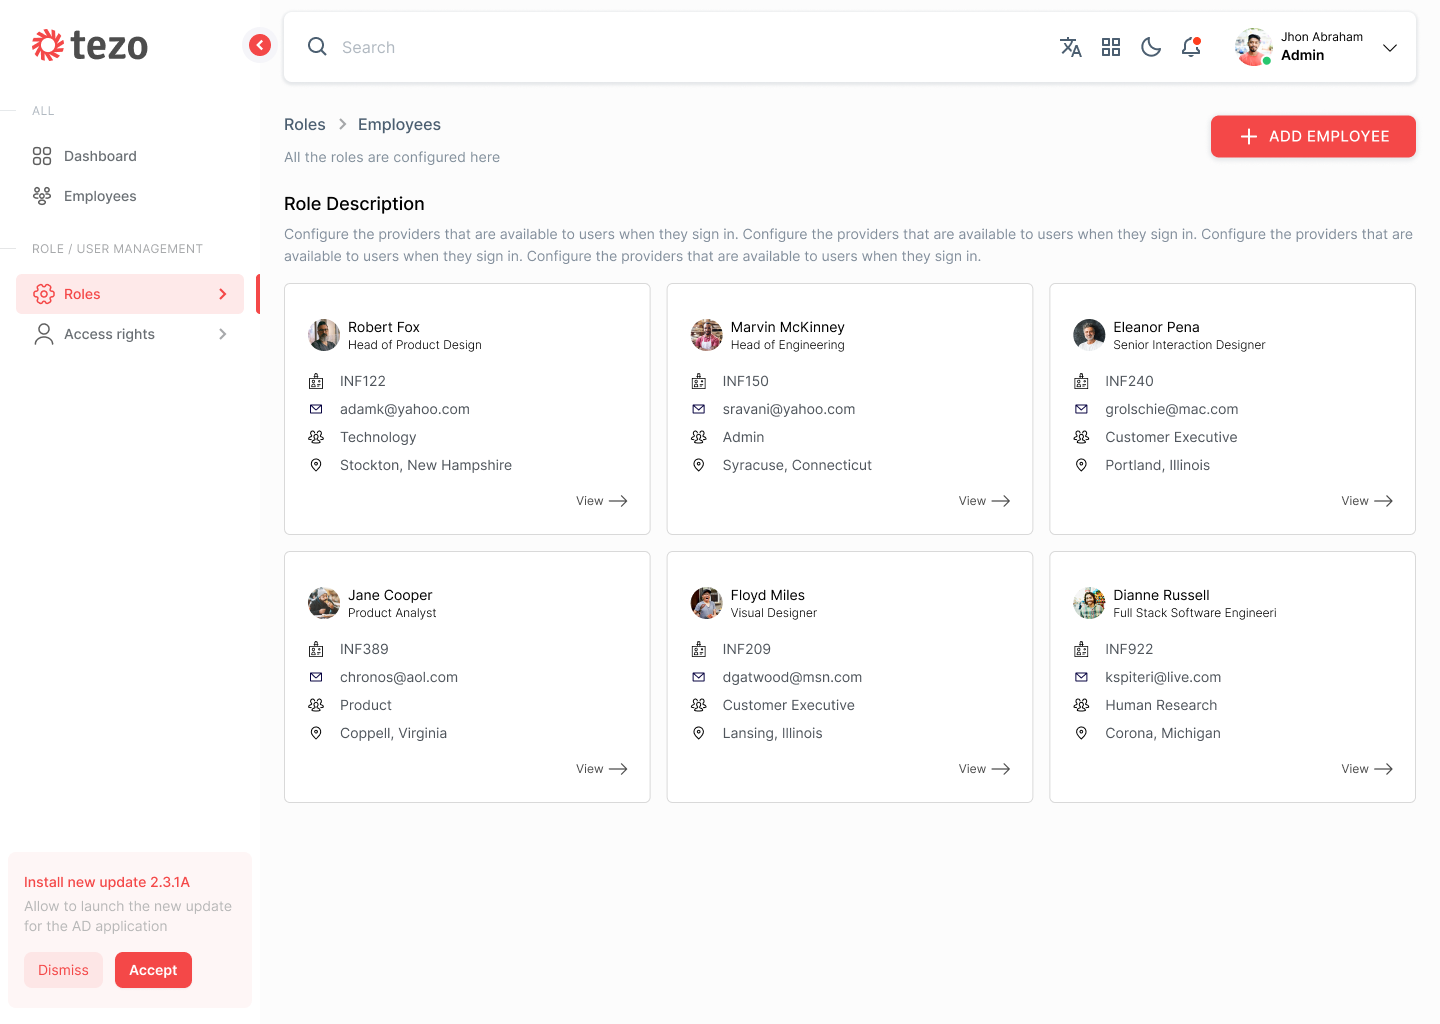 tezo
ALL
Dashboard
Employees
ROLE / USER MANAGEMENT
Roles
Access rights
Install new update 2.3.1A
Allow to launch the new update
for the AD application
Dismiss
Accept
Search
Jhon Abraham
Admin
Roles > Employees
All the roles are configured here
ADD EMPLOYEE
Role Description
Configure the providers that are available to users when they sign in. Configure the providers that are available to users when they sign in. Configure the providers that are
available to users when they sign in. Configure the providers that are available to users when they sign in.
Robert Fox
Head of Product Design
INF122
adamk@yahoo.com
Technology
Stockton, New Hampshire
View
Marvin McKinney
Head of Engineering
INF150
sravani@yahoo.com
Admin
Syracuse, Connecticut
View
Eleanor Pena
Senior Interaction Designer
INF240
grolschie@mac.com
Customer Executive
Portland, Illinois
View
Jane Cooper
Product Analyst
INF389
chronos@aol.com
Product
Coppell, Virginia
View
Floyd Miles
Visual Designer
INF209
dgatwood@msn.com
Customer Executive
Lansing, Illinois
View
Dianne Russell
Full Stack Software Engineeri
INF922
kspiteri@live.com
Human Research
Corona, Michigan
View